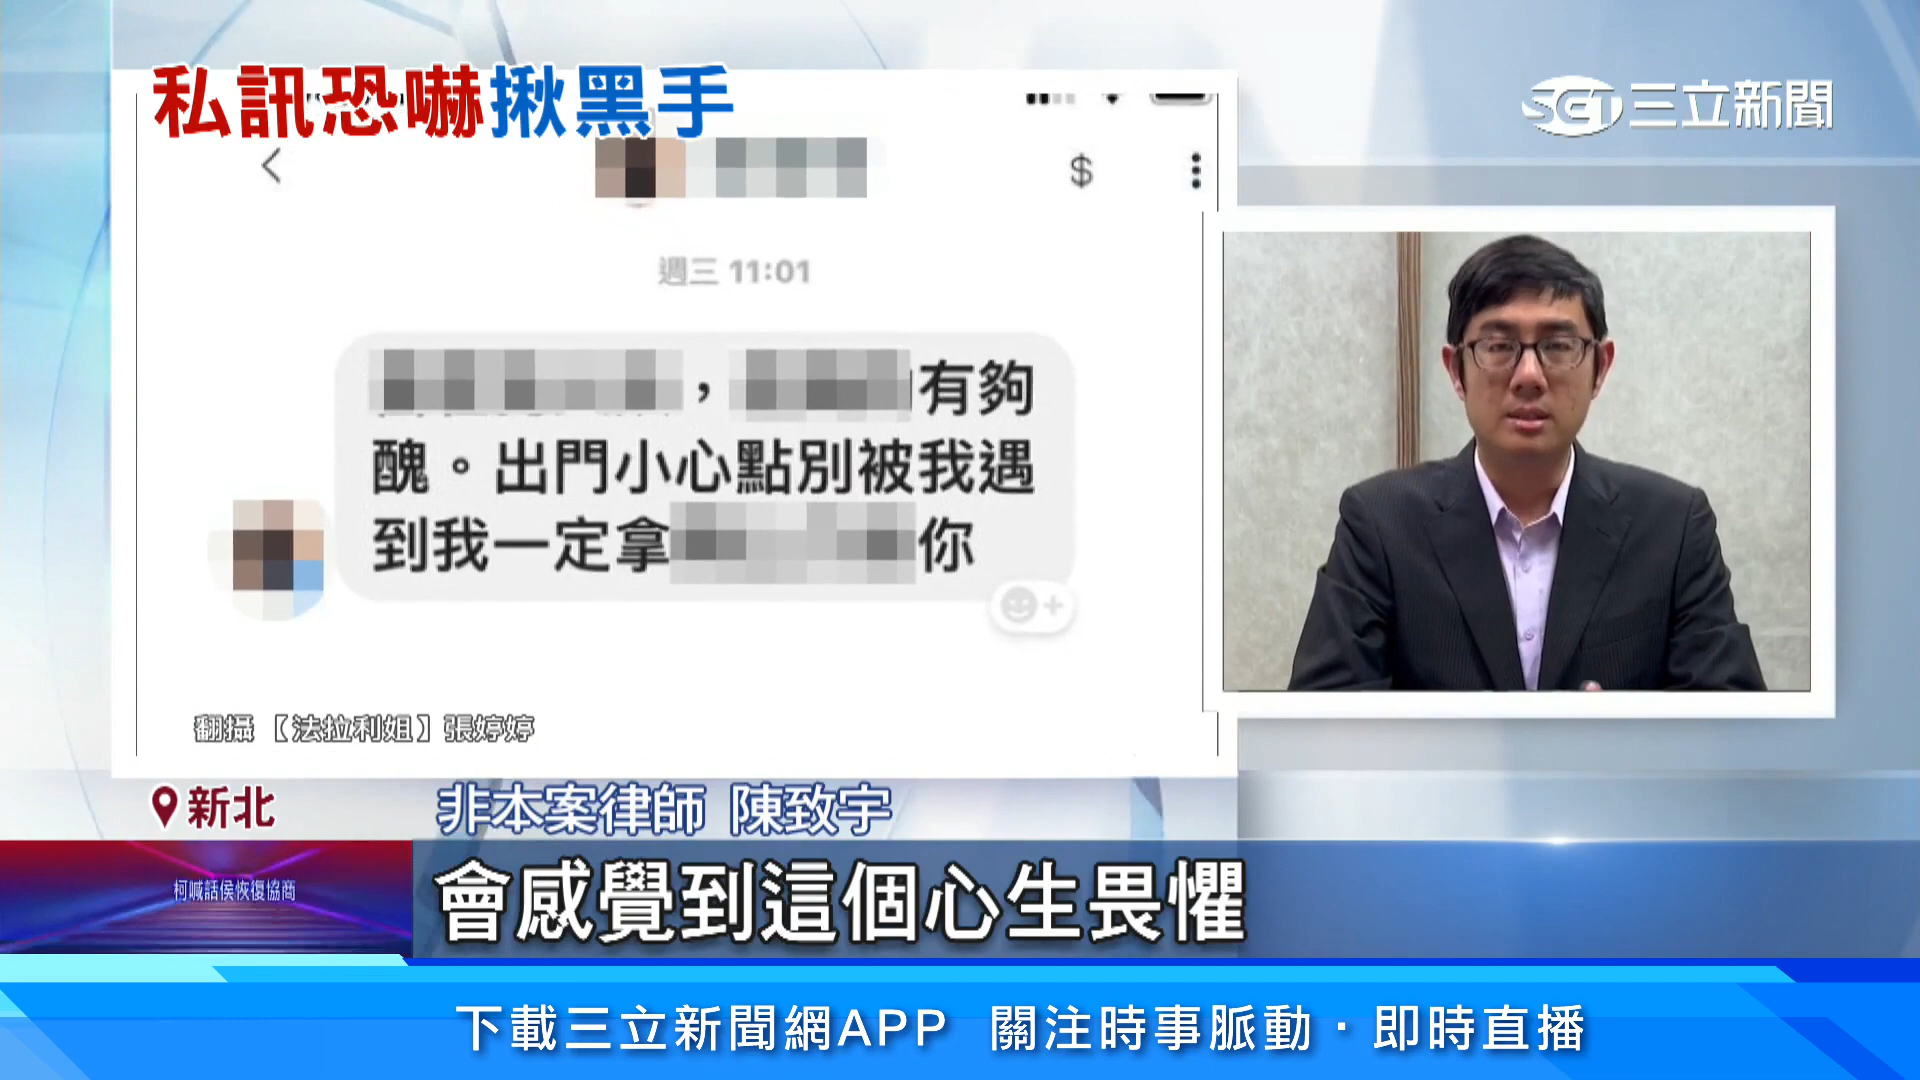 私訊恐嚇揪黑手
SET三立新聞
$
週三 11:01
，有夠
醜。出門小心點別被我遇
到我一定拿你
翻攝【法拉利姐】張婷婷
新北
非本案律師 陳致宇
柯喊話侯恢復協商
會感覺到這個心生畏懼
下載三立新聞網APP 關注時事脈動·即時直播